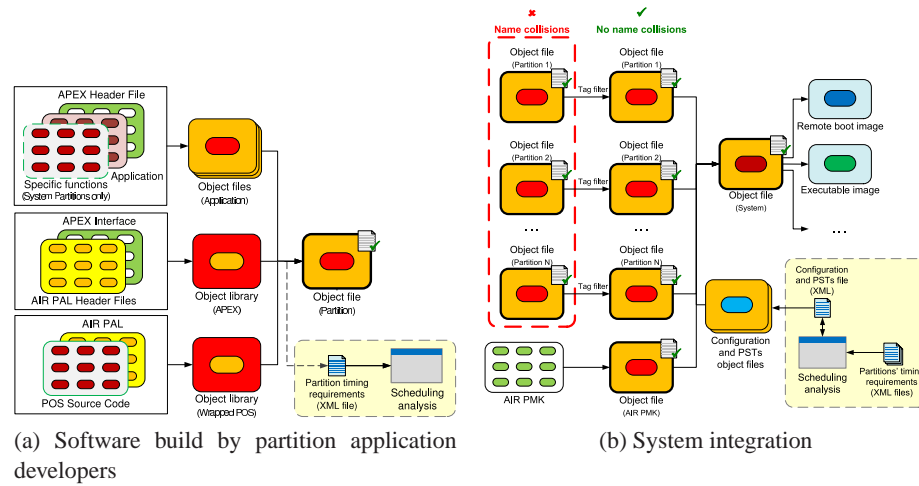 APEX Header File
Application
Specific functions
(System Partitions only)
Object files
(Application)
APEX Interface
AIR PAL Header Files
Object library
(APEX)
Object file
(Partition)
AIR PAL
POS Source Code
Object library
(Wrapped POS)
Partition timing
requirements
(XML file)
Scheduling
analysis
(a) Software build by partition application
developers
Name collisions
No name collisions
Object file
(Partition 1)
Object file
(Partition 1)
Tag filter
Object file
(Partition 2)
Object file
(Partition 2)
Tag filter
...
...
Object file
(Partition N)
Object file
(Partition N)
Tag filter
AIR PMK
Object file
(AIR PMK)
Object file
(System)
Remote boot image
Executable image
...
Configuration
and PSTs
object files
Configuration
and PSTs file
(XML)
Scheduling
analysis
Partitions' timing
requirements
(XML files)
(b) System integration